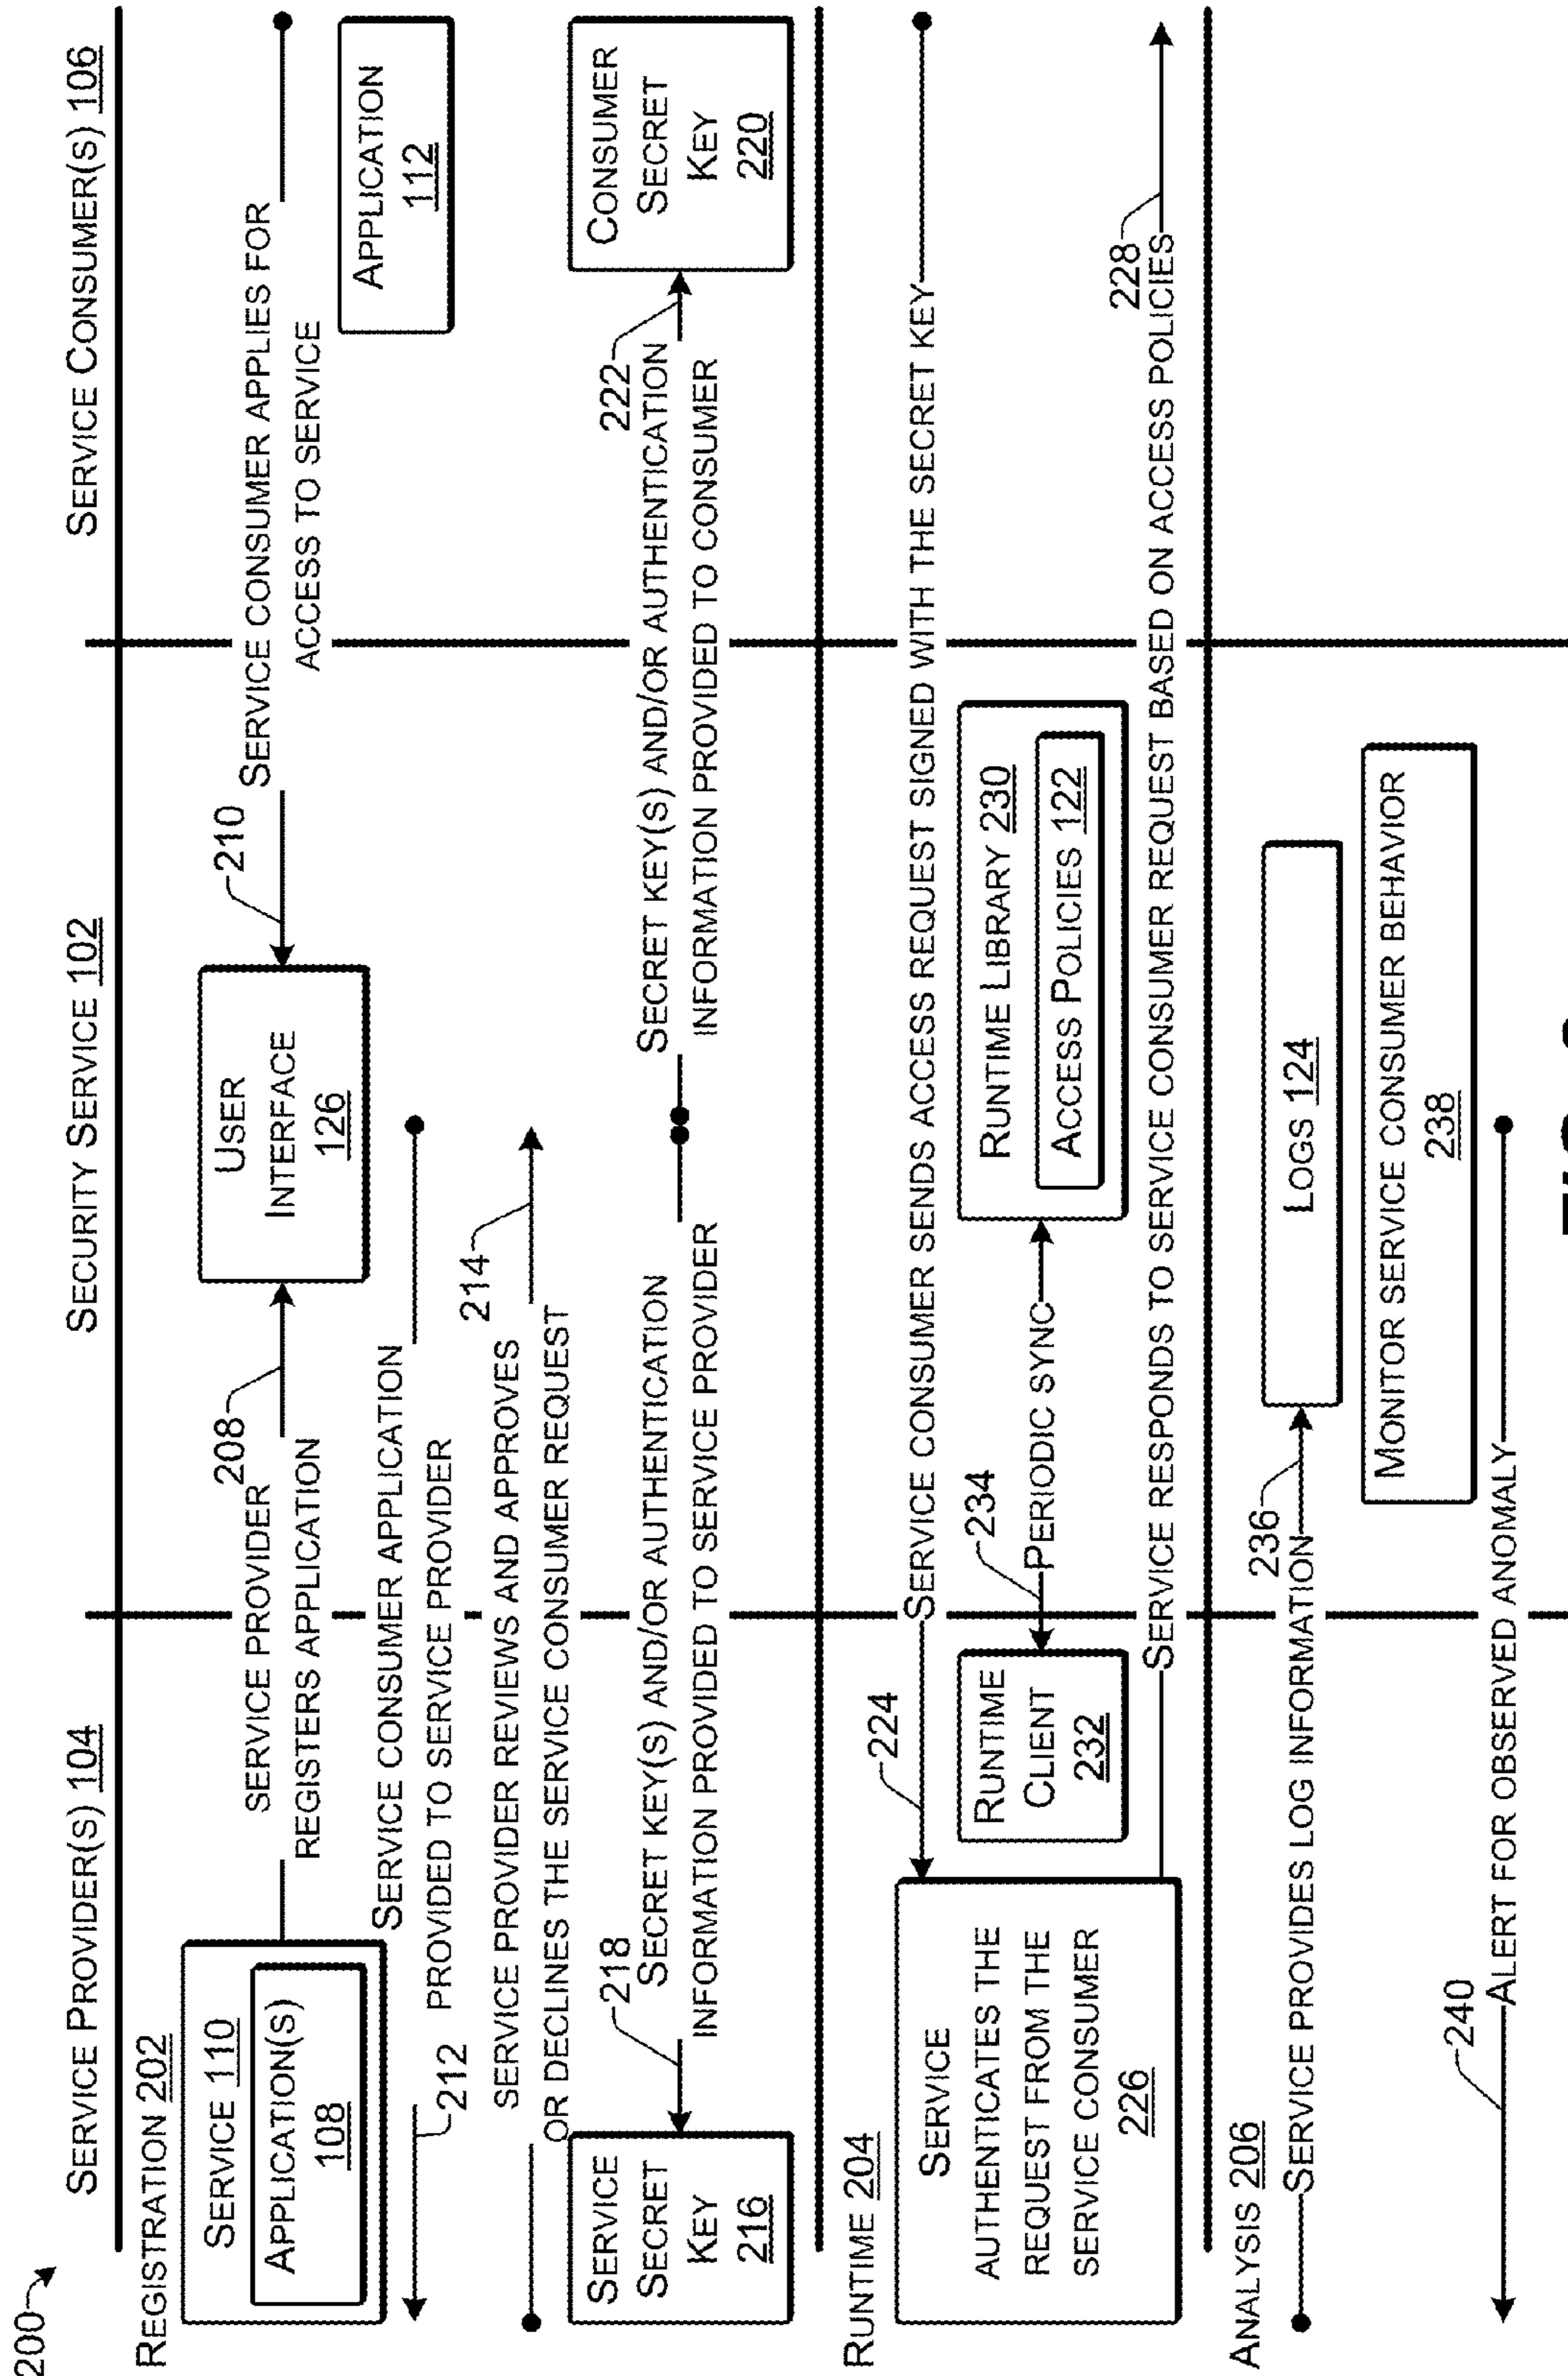 200
SERVICE PROVIDER(S) 104
SECURITY SERVICE 102
SERVICE CONSUMER(S) 106
REGISTRATION 202
SERVICE 110
APPLICATION(S)
108
208
SERVICE PROVIDER
REGISTERS APPLICATION
USER
INTERFACE
126
210
SERVICE CONSUMER APPLIES FOR
ACCESS TO SERVICE
APPLICATION
112
212
SERVICE CONSUMER APPLICATION
PROVIDED TO SERVICE PROVIDER
214
SERVICE PROVIDER REVIEWS AND APPROVES
OR DECLINES THE SERVICE CONSUMER REQUEST
SERVICE
SECRET
KEY
216
218
SECRET KEY(S) AND/OR AUTHENTICATION
INFORMATION PROVIDED TO SERVICE PROVIDER
SECRET KEY(S) AND/OR AUTHENTICATION
INFORMATION PROVIDED TO CONSUMER
222
CONSUMER
SECRET
KEY
220
RUNTIME 204
224
SERVICE CONSUMER SENDS ACCESS REQUEST SIGNED WITH THE SECRET KEY
SERVICE
AUTHENTICATES THE
REQUEST FROM THE
SERVICE CONSUMER
226
RUNTIME
CLIENT
232
234
PERIODIC SYNC
RUNTIME LIBRARY 230
ACCESS POLICIES 122
228
SERVICE RESPONDS TO SERVICE CONSUMER REQUEST BASED ON ACCESS POLICIES
ANALYSIS 206
SERVICE PROVIDES LOG INFORMATION
236
LOGS 124
MONITOR SERVICE CONSUMER BEHAVIOR
238
240
ALERT FOR OBSERVED ANOMALY